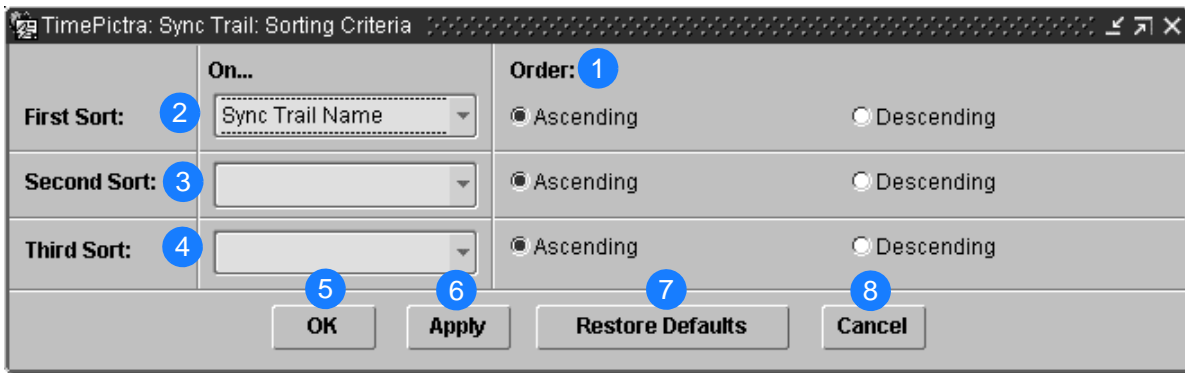 TimePictra: Sync Trail: Sorting Criteria
On... Order: 1
First Sort: 2 Sync Trail Name Ascending Descending
Second Sort: 3 Ascending Descending
Third Sort: 4 Ascending Descending
5 6 7 8
OK Apply Restore Defaults Cancel